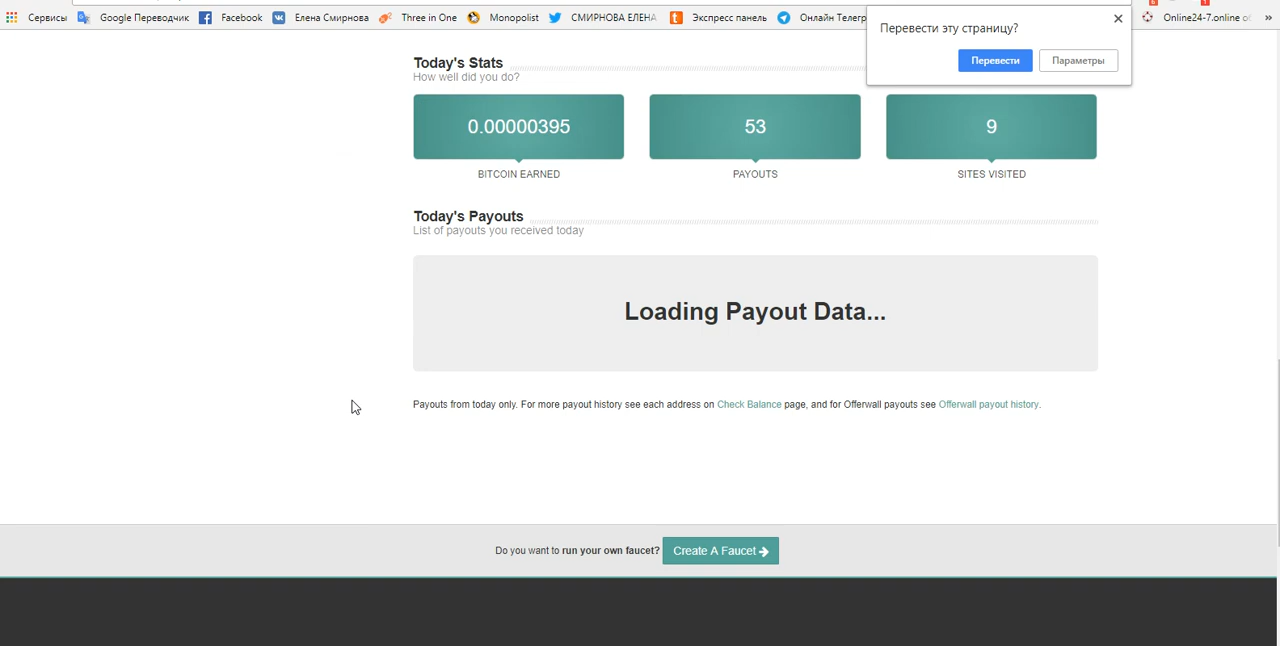 Сервисы Google Переводчик Facebook Елена Смирнова Three in One Monopolist СМИРНОВА ЕЛЕНА Экспресс панель Онлайн Телегр Online24-7.online »
Перевести эту страницу?
Перевести Параметры
Today's Stats
How well did you do?
0.00000395 53 9
BITCOIN EARNED PAYOUTS SITES VISITED
Today's Payouts
List of payouts you received today
Loading Payout Data...
Payouts from today only. For more payout history see each address on Check Balance page, and for Offerwall payouts see Offerwall payout history.
Do you want to run your own faucet? Create A Faucet